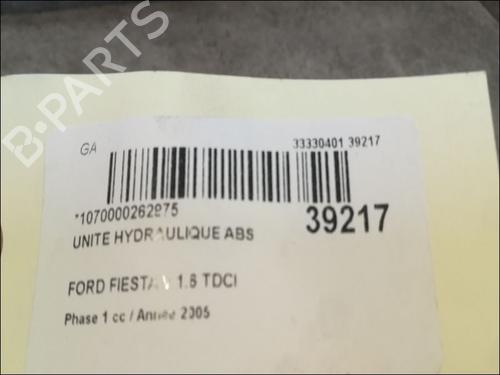 B-PARTS
GA
33330401 39217
*1070000262875
39217
UNITE HYDRAULIQUE ABS
FORD FIESTA V 1.6 TDCI
Phase 1 cc / Année 2005